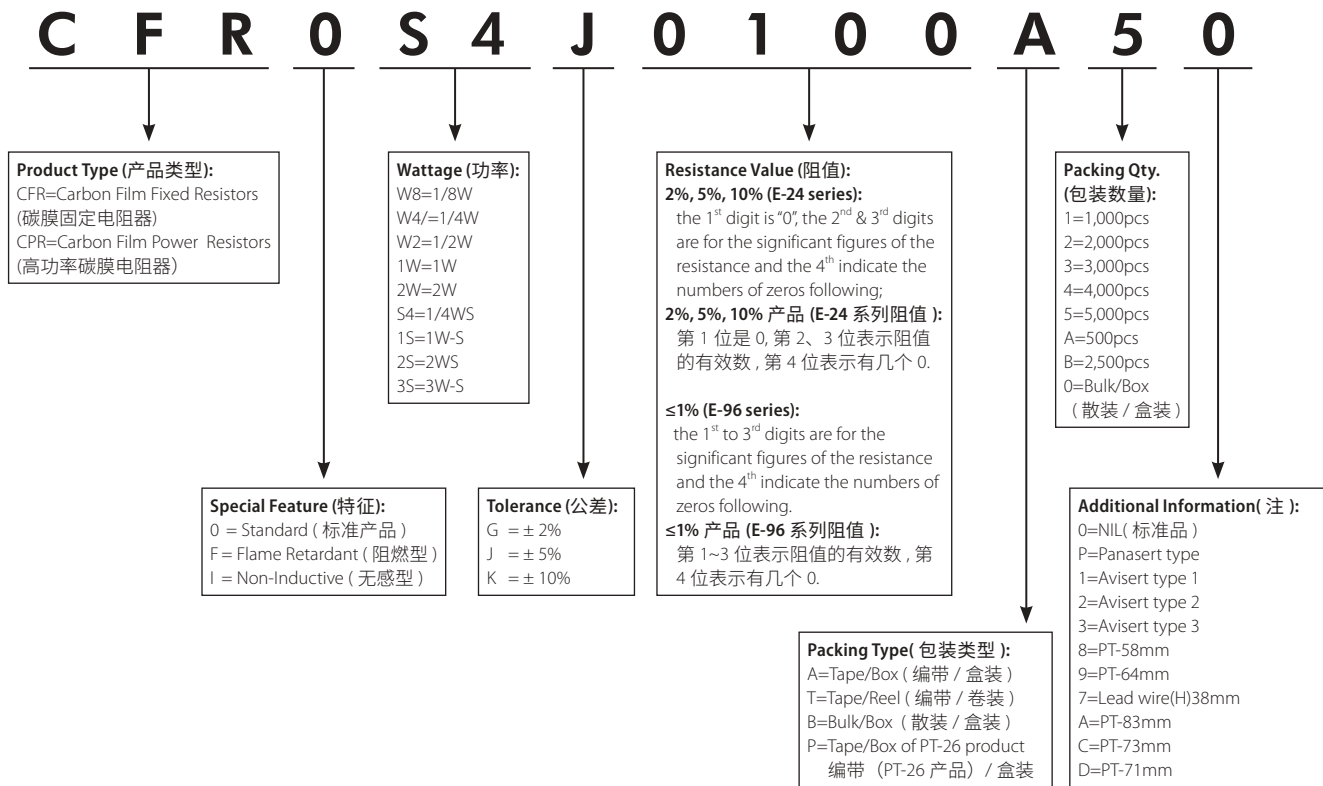 C F R 0 S 4 J 0 1 0 0 A 5 0
Product Type (产品类型):
CFR=Carbon Film Fixed Resistors
(碳膜固定电阻器)
CPR=Carbon Film Power Resistors
(高功率碳膜电阻器）
Wattage (功率):
W8=1/8W
W4/=1/4W
W2=1/2W
1W=1W
2W=2W
S4=1/4WS
1S=1W-S
2S=2WS
3S=3W-S
Resistance Value (阻值):
2%, 5%, 10% (E-24 series):
the 1st digit is "0", the 2nd & 3rd digits
are for the significant figures of the
resistance and the 4th indicate the
numbers of zeros following;
2%, 5%, 10% 产品 (E-24 系列阻值 ):
第 1 位是 0, 第 2、3 位表示阻值
的有效数 , 第 4 位表示有几个 0.
≤1% (E-96 series):
the 1st to 3rd digits are for the
significant figures of the resistance
and the 4th indicate the numbers of
zeros following.
≤1% 产品 (E-96 系列阻值 ):
第 1~3 位表示阻值的有效数 , 第
4 位表示有几个 0.
Packing Qty.
(包装数量):
1=1,000pcs
2=2,000pcs
3=3,000pcs
4=4,000pcs
5=5,000pcs
A=500pcs
B=2,500pcs
0=Bulk/Box
( 散装 / 盒装 )
Special Feature (特征):
0 = Standard ( 标准产品 )
F = Flame Retardant ( 阻燃型 )
I = Non-Inductive ( 无感型 )
Tolerance (公差):
G = ± 2%
J = ± 5%
K = ± 10%
Packing Type( 包装类型 ):
A=Tape/Box ( 编带 / 盒装 )
T=Tape/Reel ( 编带 / 卷装 )
B=Bulk/Box ( 散装 / 盒装 )
P=Tape/Box of PT-26 product
编带（PT-26 产品）/ 盒装
Additional Information( 注 ):
0=NIL( 标准品 )
P=Panasert type
1=Avisert type 1
2=Avisert type 2
3=Avisert type 3
8=PT-58mm
9=PT-64mm
7=Lead wire(H)38mm
A=PT-83mm
C=PT-73mm
D=PT-71mm